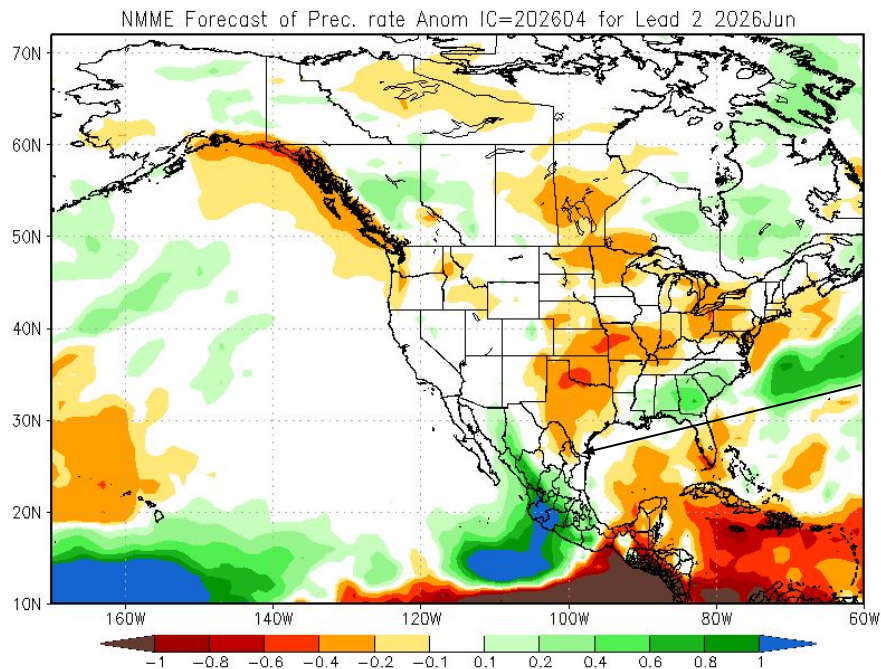 NMME Forecast of Prec. rate Anom IC=202604 for Lead 2 2026Jun
70N
60N
50N
40N
30N
20N
10N
160W 140W 120W 100W 80W 60W
-1 -0.8 -0.6 -0.4 -0.2 -0.1 0.1 0.2 0.4 0.6 0.8 1